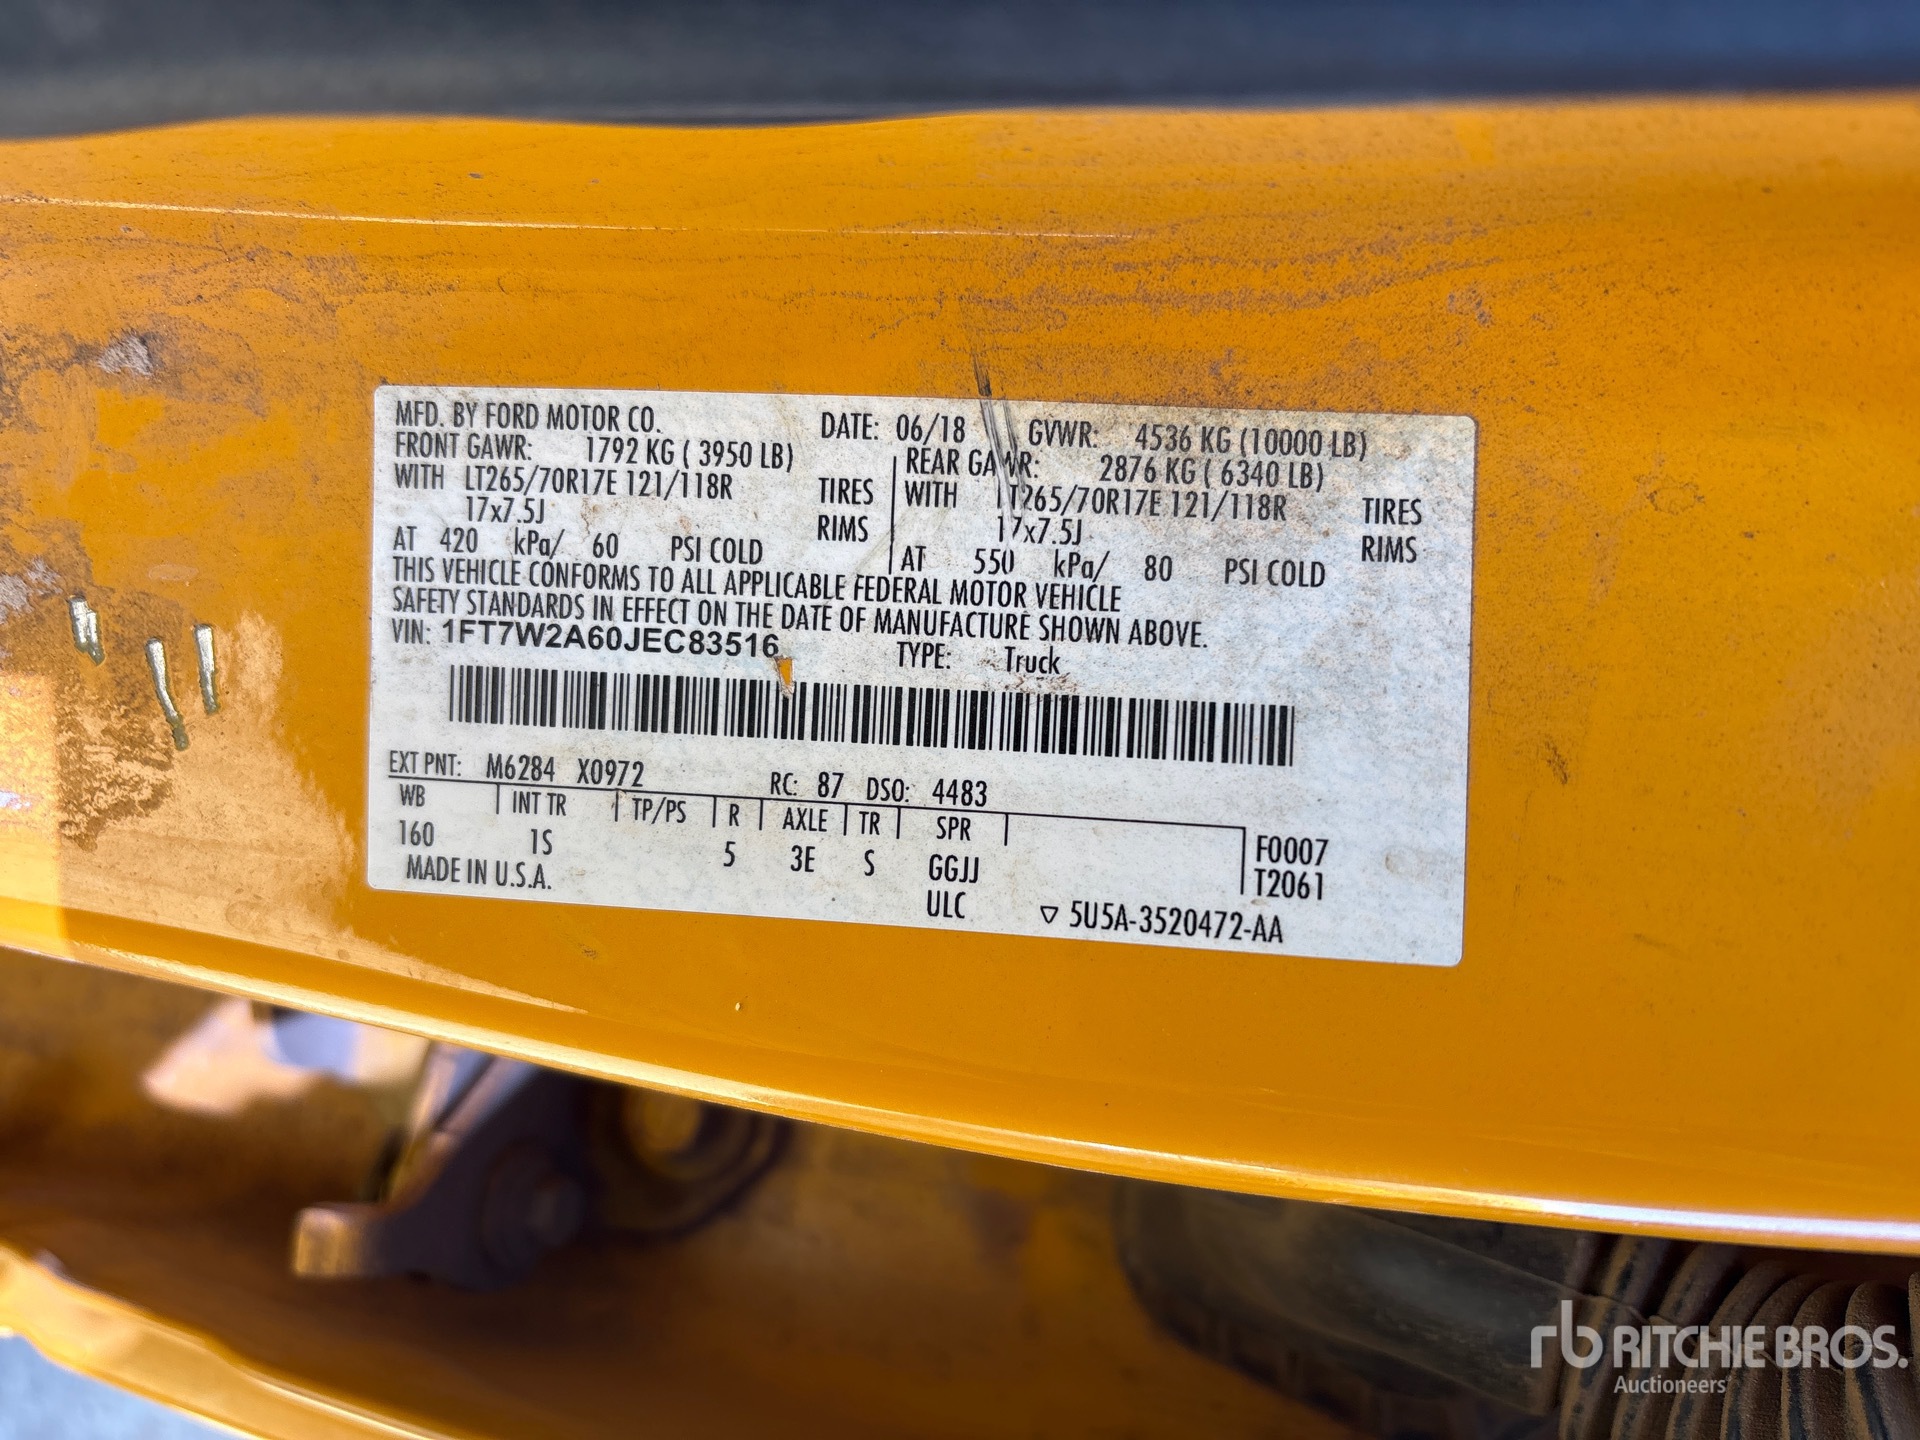 MFD. BY FORD MOTOR CO. DATE: 06/18 GVWR: 4536 KG (10000 LB)
FRONT GAWR: 1792 KG ( 3950 LB) REAR GAWR: 2876 KG ( 6340 LB)
WITH LT265/70R17E 121/118R TIRES WITH LT265/70R17E 121/118R TIRES
17x7.5J RIMS 17x7.5J RIMS
AT 420 kPa/ 60 PSI COLD AT 550 kPa/ 80 PSI COLD
THIS VEHICLE CONFORMS TO ALL APPLICABLE FEDERAL MOTOR VEHICLE
SAFETY STANDARDS IN EFFECT ON THE DATE OF MANUFACTURE SHOWN ABOVE.
VIN: 1FT7W2A60JEC83516 TYPE: Truck
EXT PNT: M6284 X0972 RC: 87 DSO: 4483
WB INT TR TP/PS R AXLE TR SPR
160 1S 5 3E S GGJJ F0007
MADE IN U.S.A. ULC T2061
▽ 5U5A-3520472-AA
rb RITCHIE BROS.
Auctioneers